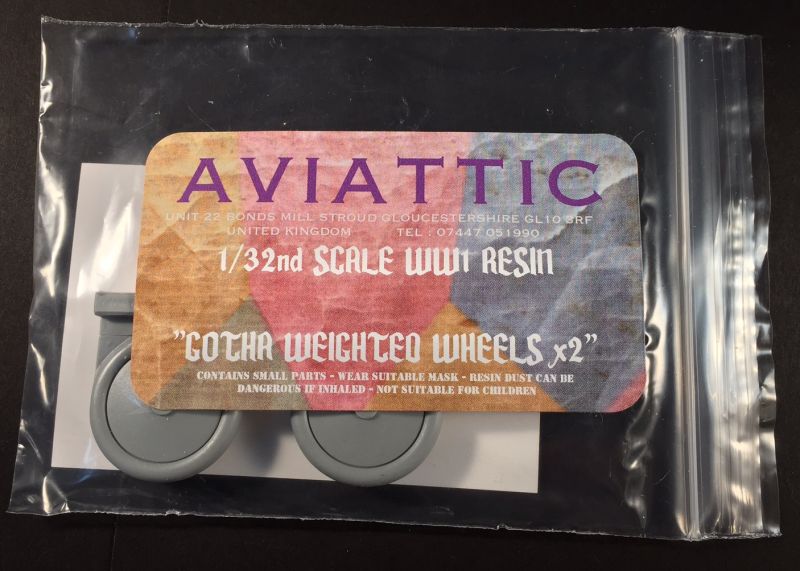 AVIATTIC
UNIT 22 BONDS MILL STROUD GLOUCESTERSHIRE GL10 3RF
UNITED KINGDOM TEL : 07447 051990
1/32nd SCALE WW1 RESIN
"GOTHA WEIGHTED WHEELS x2"
CONTAINS SMALL PARTS - WEAR SUITABLE MASK - RESIN DUST CAN BE
DANGEROUS IF INHALED - NOT SUITABLE FOR CHILDREN